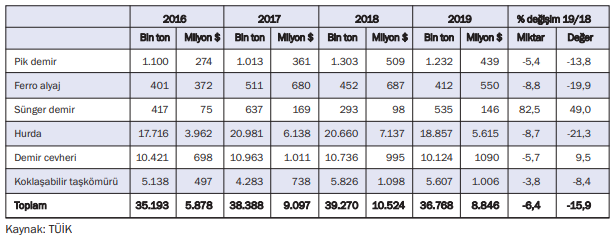 2016 2017 2018 2019 % değişim 19/18
Bin ton Milyon $ Bin ton Milyon $ Bin ton Milyon $ Bin ton Milyon $ Miktar Değer
Pik demir 1.100 274 1.013 361 1.303 509 1.232 439 -5,4 -13,8
Ferro alyaj 401 372 511 680 452 687 412 550 -8,8 -19,9
Sünger demir 417 75 637 169 293 98 535 146 82,5 49,0
Hurda 17.716 3.962 20.981 6.138 20.660 7.137 18.857 5.615 -8,7 -21,3
Demir cevheri 10.421 698 10.963 1.011 10.736 995 10.124 1090 -5,7 9,5
Koklaşabilir taşkömürü 5.138 497 4.283 738 5.826 1.098 5.607 1.006 -3,8 -8,4
Toplam 35.193 5.878 38.388 9.097 39.270 10.524 36.768 8.846 -6,4 -15,9
Kaynak: TÜİK